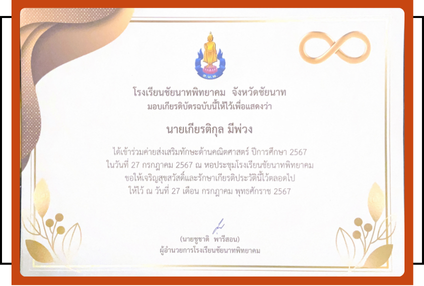 โรงเรียนชัยนาทพิทยาคม จังหวัดชัยนาท
มอบเกียรติบัตรฉบับนี้ให้ไว้เพื่อแสดงว่า
นายเกียรติกุล มีพ่วง
ได้เข้าร่วมค่ายส่งเสริมทักษะด้านคณิตศาสตร์ ปีการศึกษา 2567
ในวันที่ 27 กรกฎาคม 2567 ณ หอประชุมโรงเรียนชัยนาทพิทยาคม
ขอให้เจริญสุขสวัสดิ์และรักษาเกียรติประวัตินี้ไว้ตลอดไป
ให้ไว้ ณ วันที่ 27 เดือน กรกฎาคม พุทธศักราช 2567
(นายชูชาติ พารีสอน)
ผู้อำนวยการโรงเรียนชัยนาทพิทยาคม